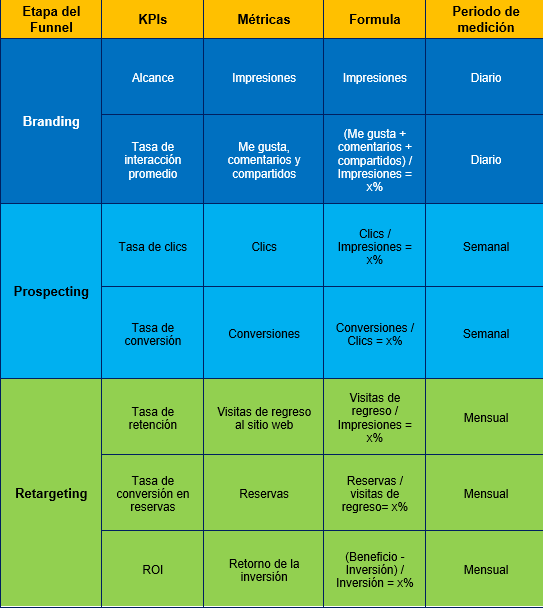 Etapa del
Funnel
KPIs
Métricas
Formula
Periodo de
medición
Branding
Alcance
Impresiones
Impresiones
Diario
Tasa de
interacción
promedio
Me gusta,
comentarios y
compartidos
(Me gusta +
comentarios +
compartidos) /
Impresiones =
x%
Diario
Prospecting
Tasa de clics
Clics
Clics /
Impresiones =
x%
Semanal
Tasa de
conversión
Conversiones
Conversiones /
Clics = x%
Semanal
Retargeting
Tasa de
retención
Visitas de regreso
al sitio web
Visitas de
regreso /
Impresiones =
x%
Mensual
Tasa de
conversión en
reservas
Reservas
Reservas /
visitas de
regreso= x%
Mensual
ROI
Retorno de la
inversión
(Beneficio -
Inversión) /
Inversión = x%
Mensual